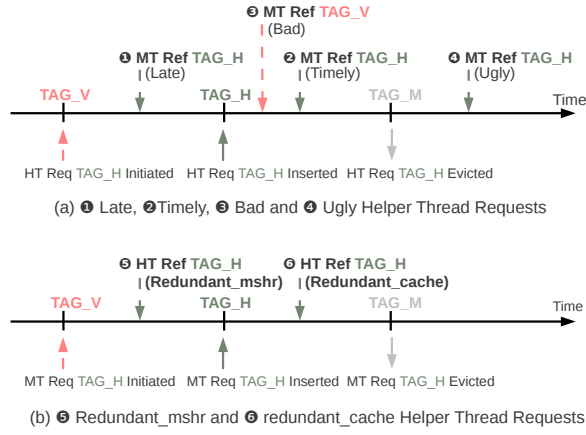 ❸ MT Ref TAG_V
(Bad)
❶ MT Ref TAG_H
(Late)
❷ MT Ref TAG_H
(Timely)
❹ MT Ref TAG_H
(Ugly)
TAG_V
TAG_H
TAG_M
Time
HT Req TAG_H Initiated
HT Req TAG_H Inserted
HT Req TAG_H Evicted
(a) ❶ Late, ❷Timely, ❸ Bad and ❹ Ugly Helper Thread Requests
❺ HT Ref TAG_H
(Redundant_mshr)
❻ HT Ref TAG_H
(Redundant_cache)
TAG_V
TAG_H
TAG_M
Time
MT Req TAG_H Initiated
MT Req TAG_H Inserted
MT Req TAG_H Evicted
(b) ❺ Redundant_mshr and ❻ redundant_cache Helper Thread Requests